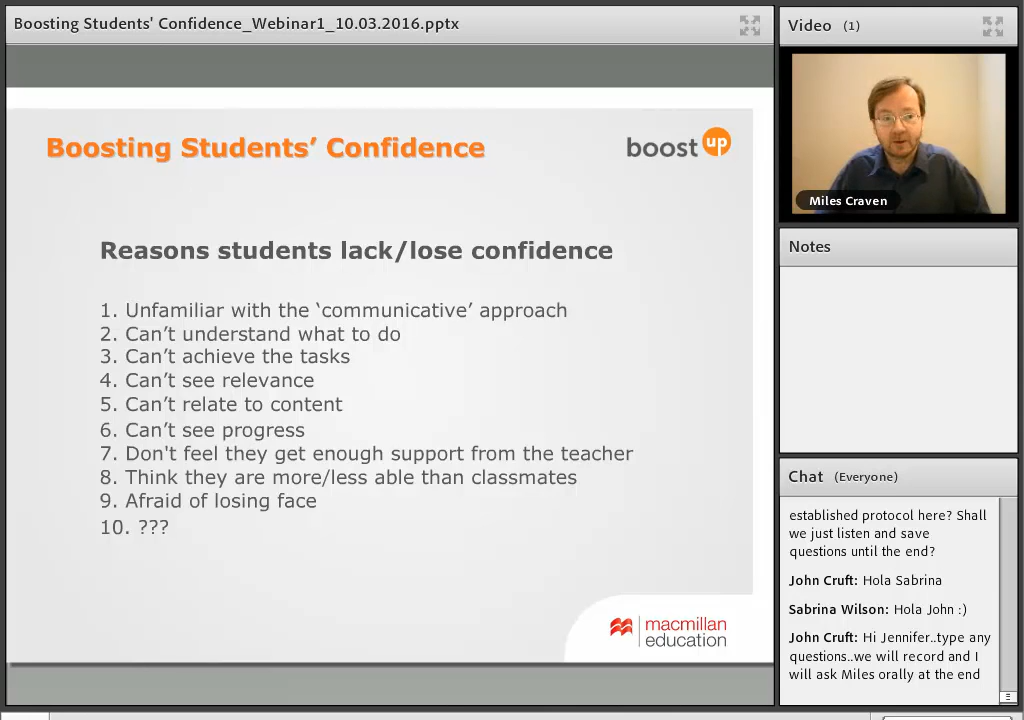 Boosting Students' Confidence_Webinar1_10.03.2016.pptx
Boosting Students’ Confidence
boost up
Reasons students lack/lose confidence
1. Unfamiliar with the ‘communicative’ approach
2. Can’t understand what to do
3. Can’t achieve the tasks
4. Can’t see relevance
5. Can’t relate to content
6. Can’t see progress
7. Don't feel they get enough support from the teacher
8. Think they are more/less able than classmates
9. Afraid of losing face
10. ???
macmillan
education
Video (1)
Miles Craven
Notes
Chat (Everyone)
established protocol here? Shall
we just listen and save
questions until the end?
John Cruft: Hola Sabrina
Sabrina Wilson: Hola John :)
John Cruft: Hi Jennifer..type any
questions..we will record and I
will ask Miles orally at the end